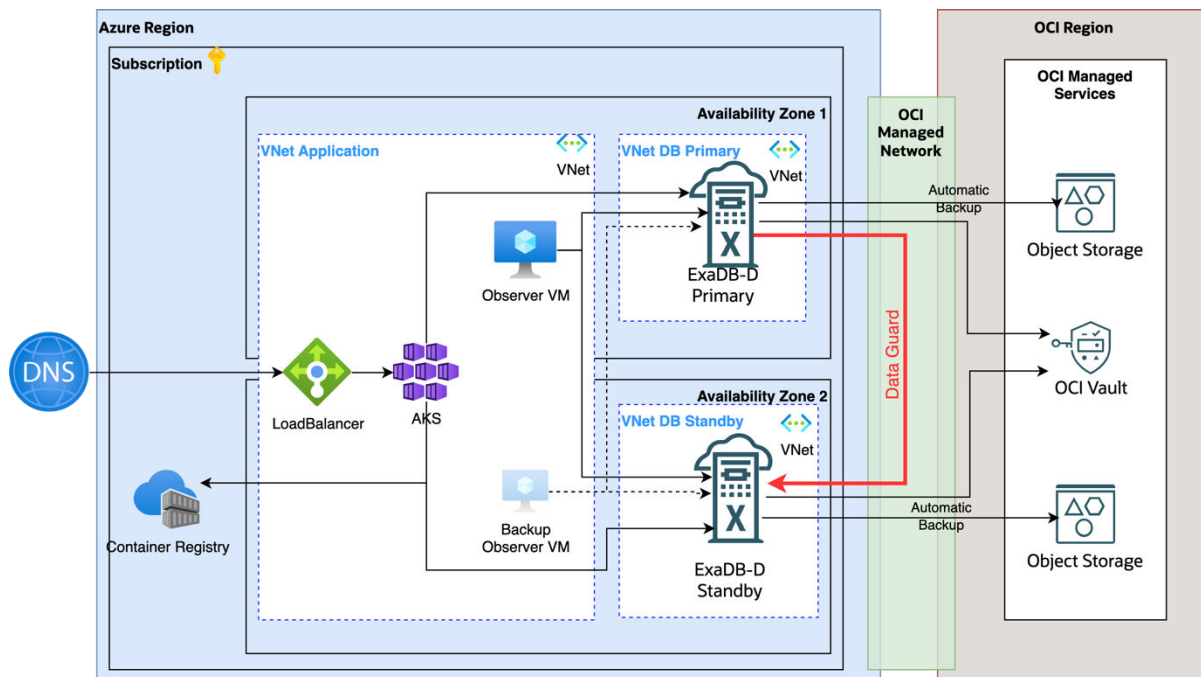 Azure Region
OCI Region
Subscription
OCI Managed
Services
Availability Zone 1
OCI
Managed
Network
VNet Application
VNet
VNet DB Primary
VNet
Automatic
Backup
Object Storage
Observer VM
ExaDB-D
Primary
Data Guard
DNS
OCI Vault
LoadBalancer
AKS
Availability Zone 2
VNet DB Standby
VNet
X
X
Automatic
Backup
Container Registry
Backup
Observer VM
ExaDB-D
Standby
Object Storage